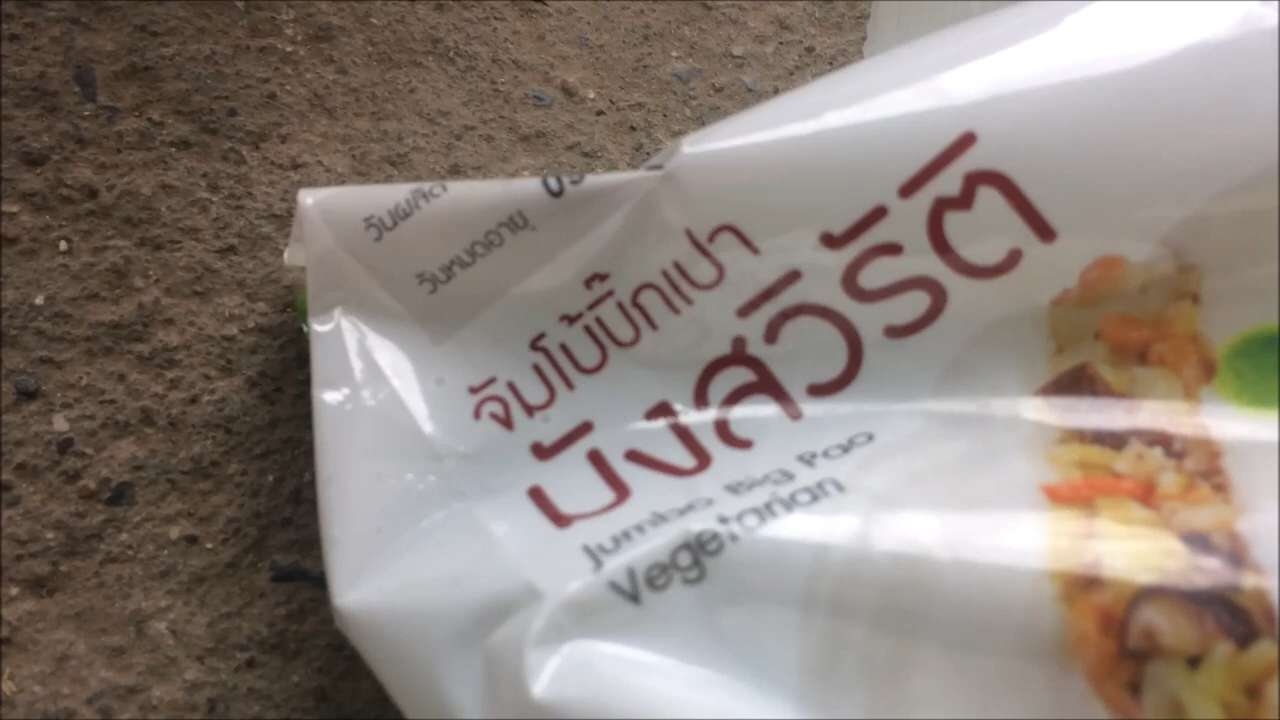 วันผลิต
วันหมดอายุ
จัมโบ้บิ๊กเปา
มังสวิรัติ
Jumbo Big Pao
Vegetarian